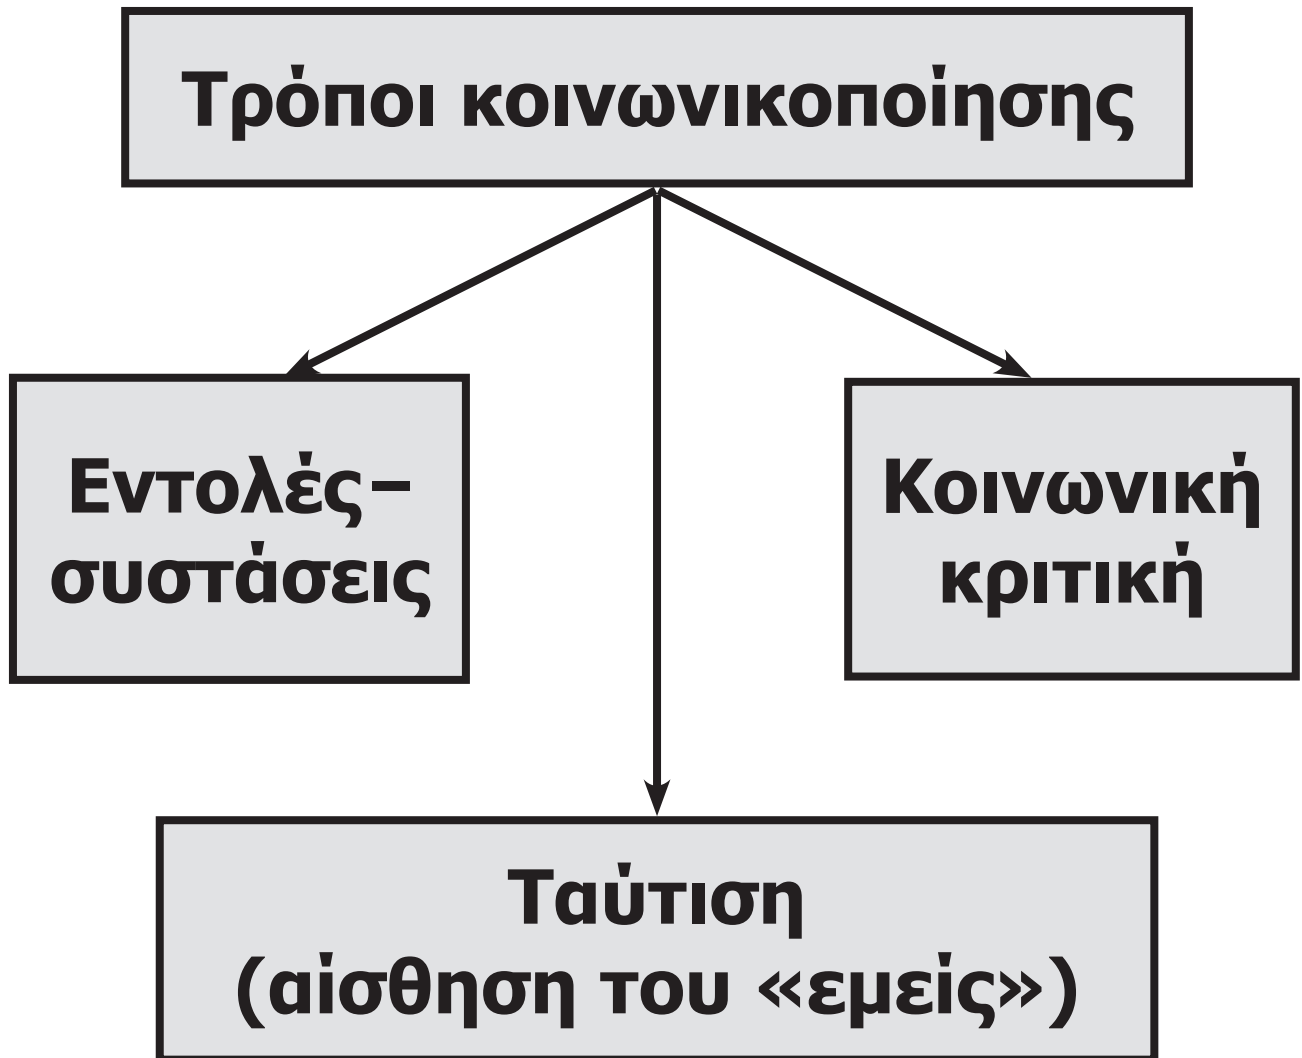 Τρόποι κοινωνικοποίησης
Εντολές –
συστάσεις
Κοινωνική
κριτική
Ταύτιση
(αίσθηση του «εμείς»)